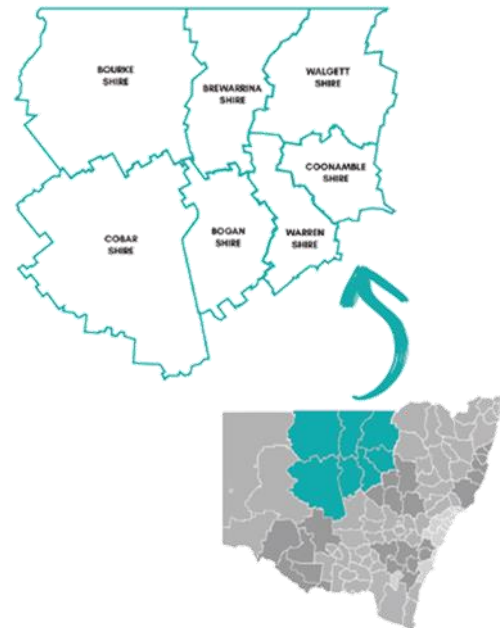 BOURKE
SHIRE
BREWARRINA
SHIRE
WALGETT
SHIRE
COONAMBLE
SHIRE
COBAR
SHIRE
BOGAN
SHIRE
WARREN
SHIRE